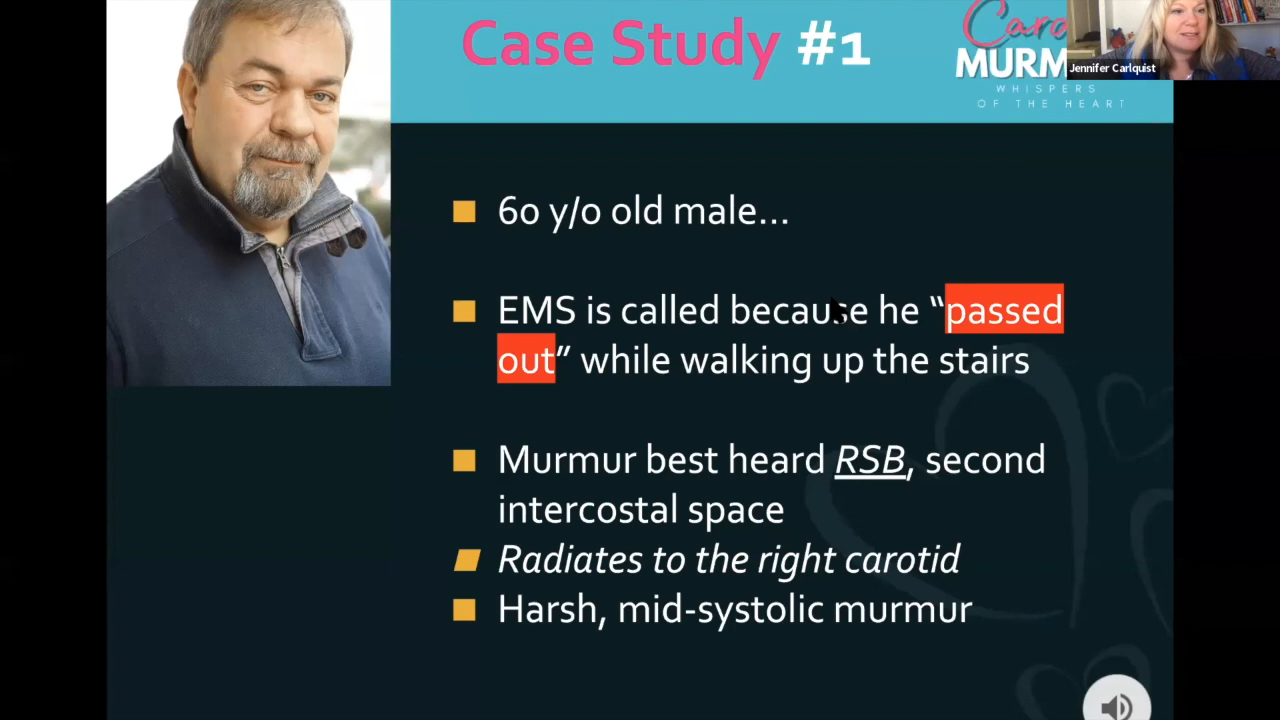 Case Study #1
Caro
MURM
WHISPERS
OF THE HEART
Jennifer Carlquist
60 y/o old male...
EMS is called because he “passed
out” while walking up the stairs
Murmur best heard RSB, second
intercostal space
Radiates to the right carotid
Harsh, mid-systolic murmur